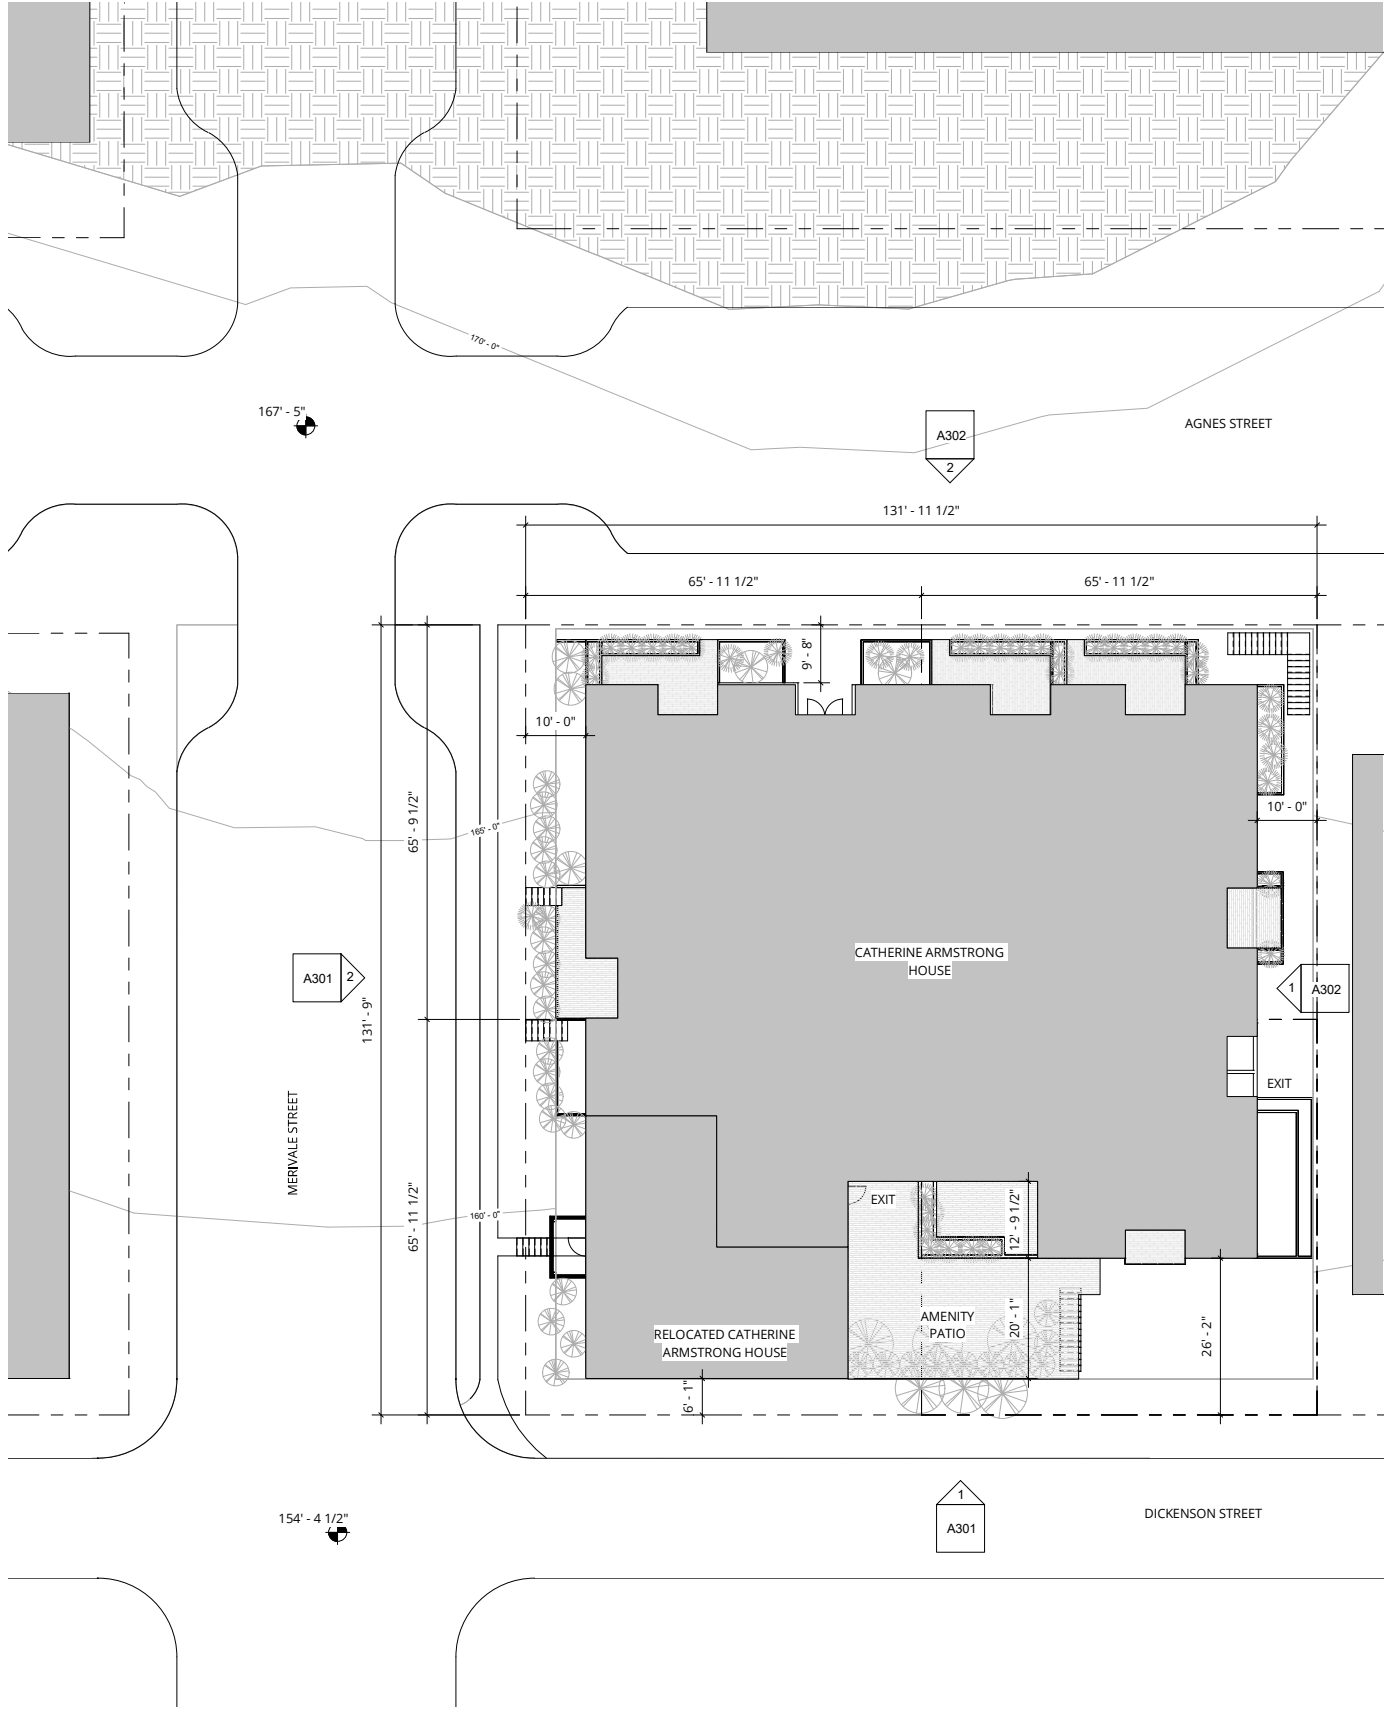 170' - 0"
167' - 5"
A302
2
AGNES STREET
131' - 11 1/2"
65' - 11 1/2"
65' - 11 1/2"
9' - 8"
10' - 0"
65' - 9 1/2"
165' - 0"
10' - 0"
CATHERINE ARMSTRONG
HOUSE
A301
2
131' - 9"
1
A302
EXIT
MERIVALE STREET
65' - 11 1/2"
160' - 0"
EXIT
12' - 9 1/2"
AMENITY
PATIO
20' - 1"
26' - 2"
RELOCATED CATHERINE
ARMSTRONG HOUSE
6' - 1"
1
A301
DICKENSON STREET
154' - 4 1/2"